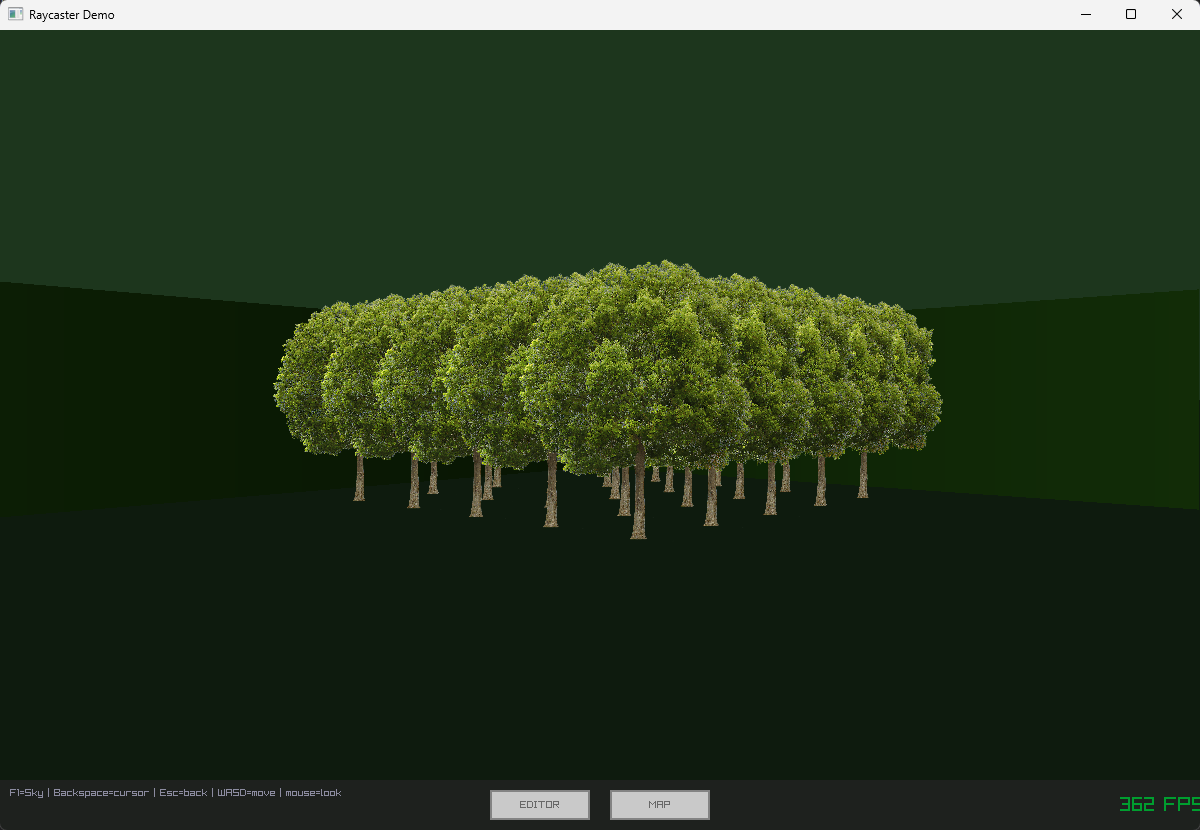 Raycaster Demo
F1=Sky | Backspace=cursor | Esc=back | WASD=move | mouse=look
EDITOR
MAP
362 FPS